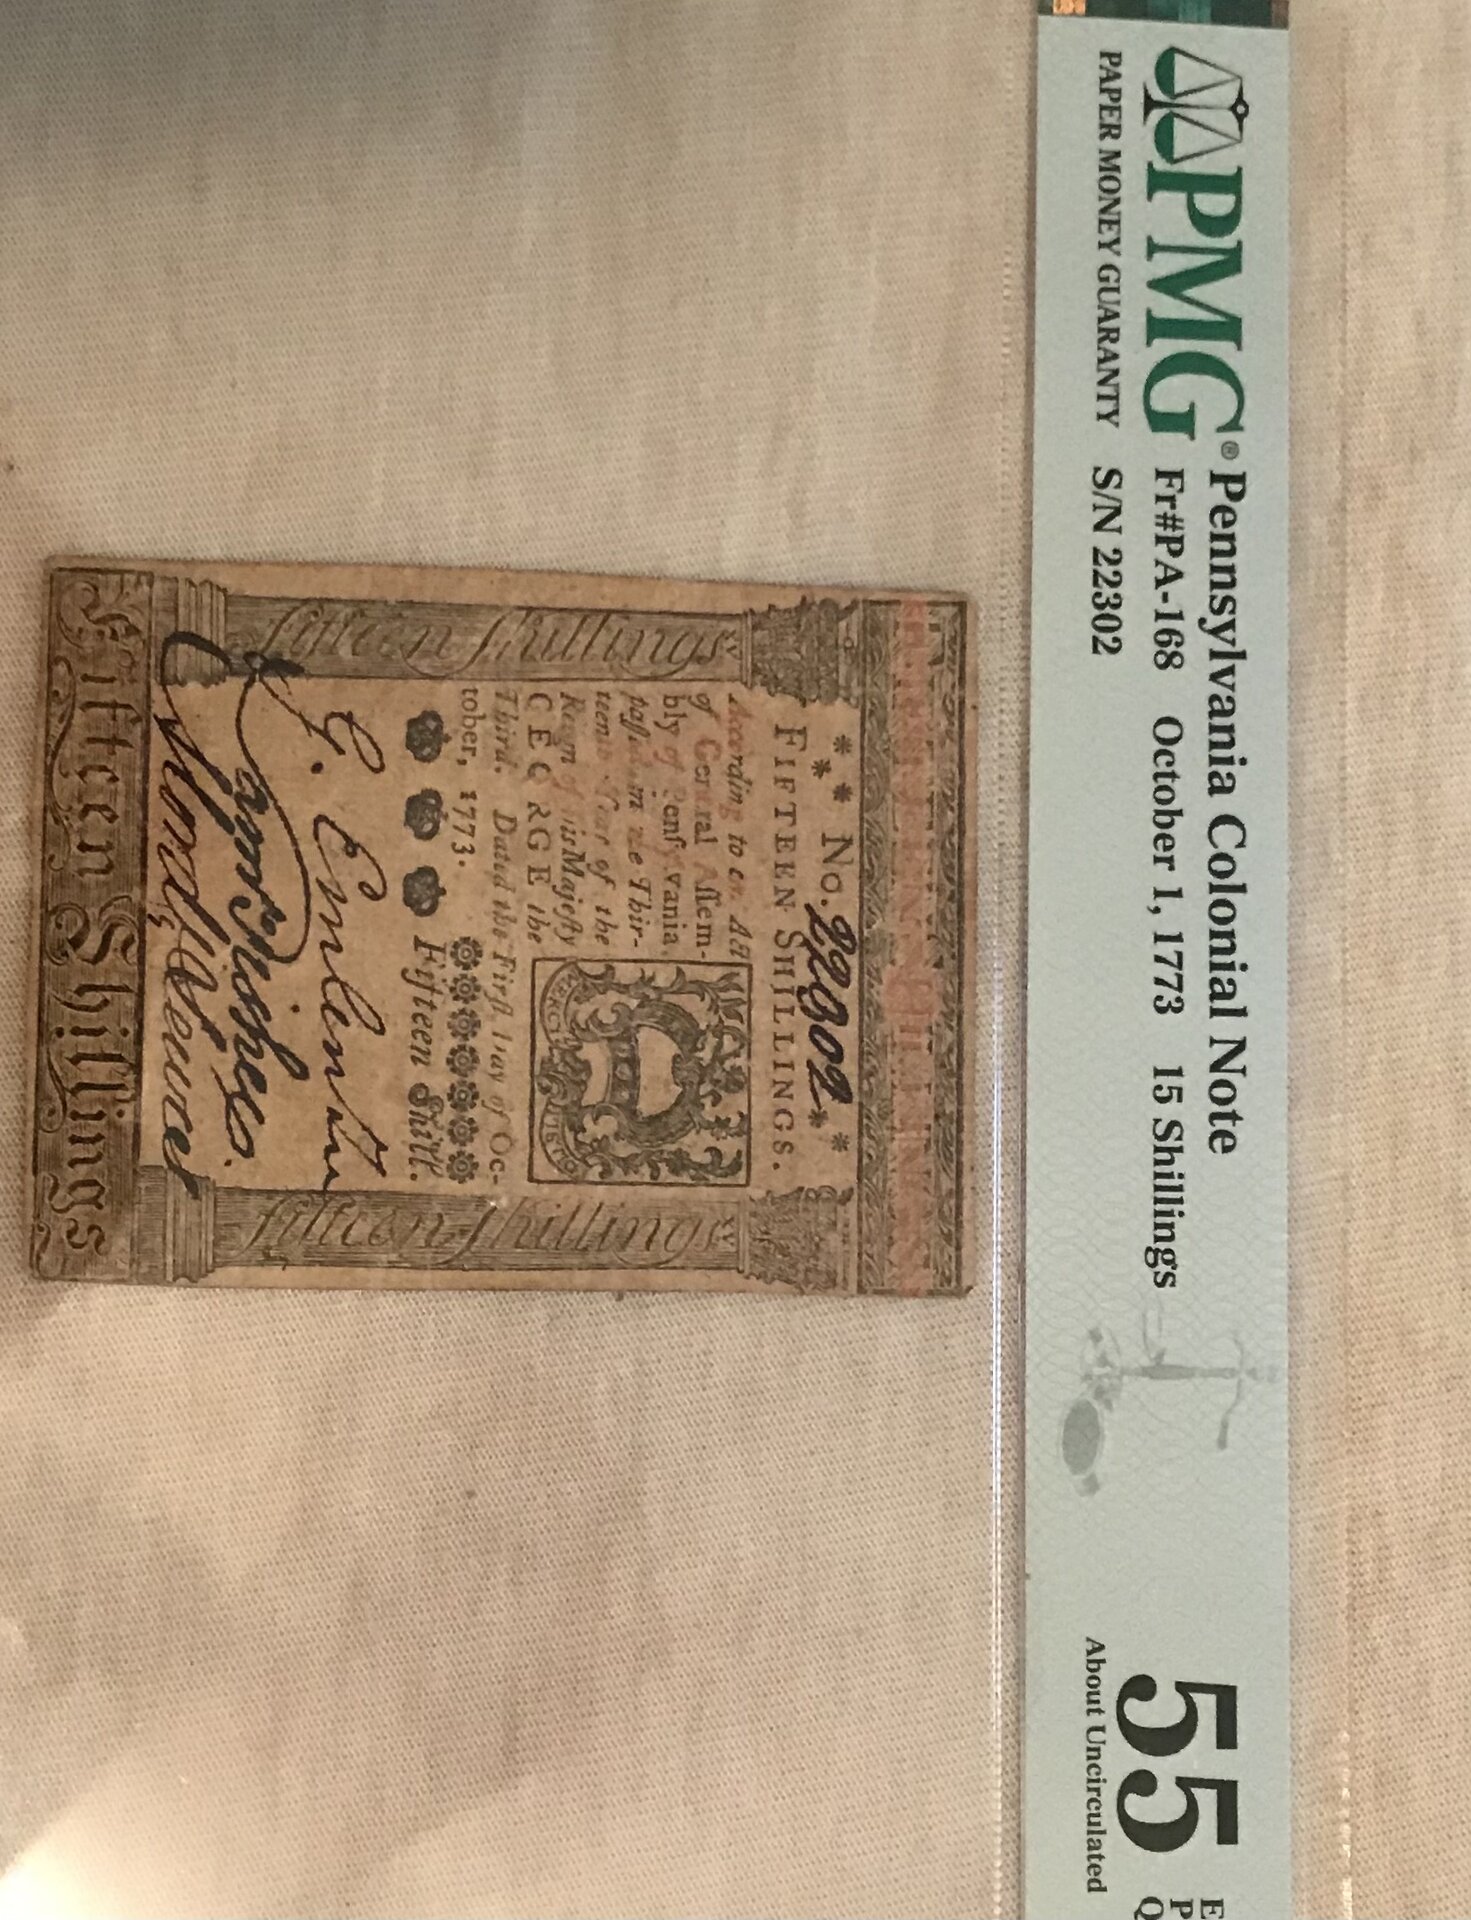 PMG®
PAPER MONEY GUARANTY
Pennsylvania Colonial Note
Fr#PA-168 October 1, 1773 15 Shillings
S/N 22302
55
About Uncirculated
E
P
Q
No. 22302
FIFTEEN SHILLINGS.
According to an Act
of General Assem-
bly of Pensylvania,
passed in the Thir-
teenth Year of the
Reign of his Majesty
GEORGE the
Third. Dated the First Day of Oc-
tober, 1773.
Fifteen Shill.
MERCY JUSTI
fifteen shillings
fifteen shillings
Fifteen Shillings